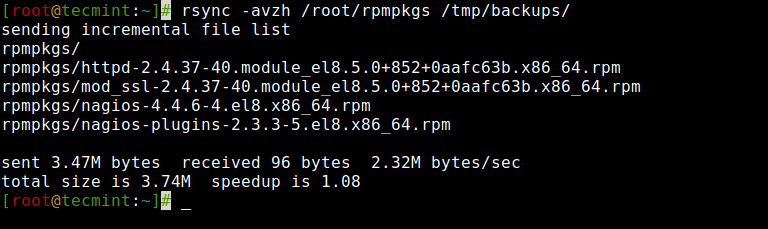 [root@tecmint:~]# rsync -avzh /root/rpmpkgs /tmp/backups/
sending incremental file list
rpmpkgs/
rpmpkgs/httpd-2.4.37-40.module_el8.5.0+852+0aafc63b.x86_64.rpm
rpmpkgs/mod_ssl-2.4.37-40.module_el8.5.0+852+0aafc63b.x86_64.rpm
rpmpkgs/nagios-4.4.6-4.el8.x86_64.rpm
rpmpkgs/nagios-plugins-2.3.3-5.el8.x86_64.rpm
sent 3.47M bytes  received 96 bytes  2.32M bytes/sec
total size is 3.74M  speedup is 1.08
[root@tecmint:~]# _